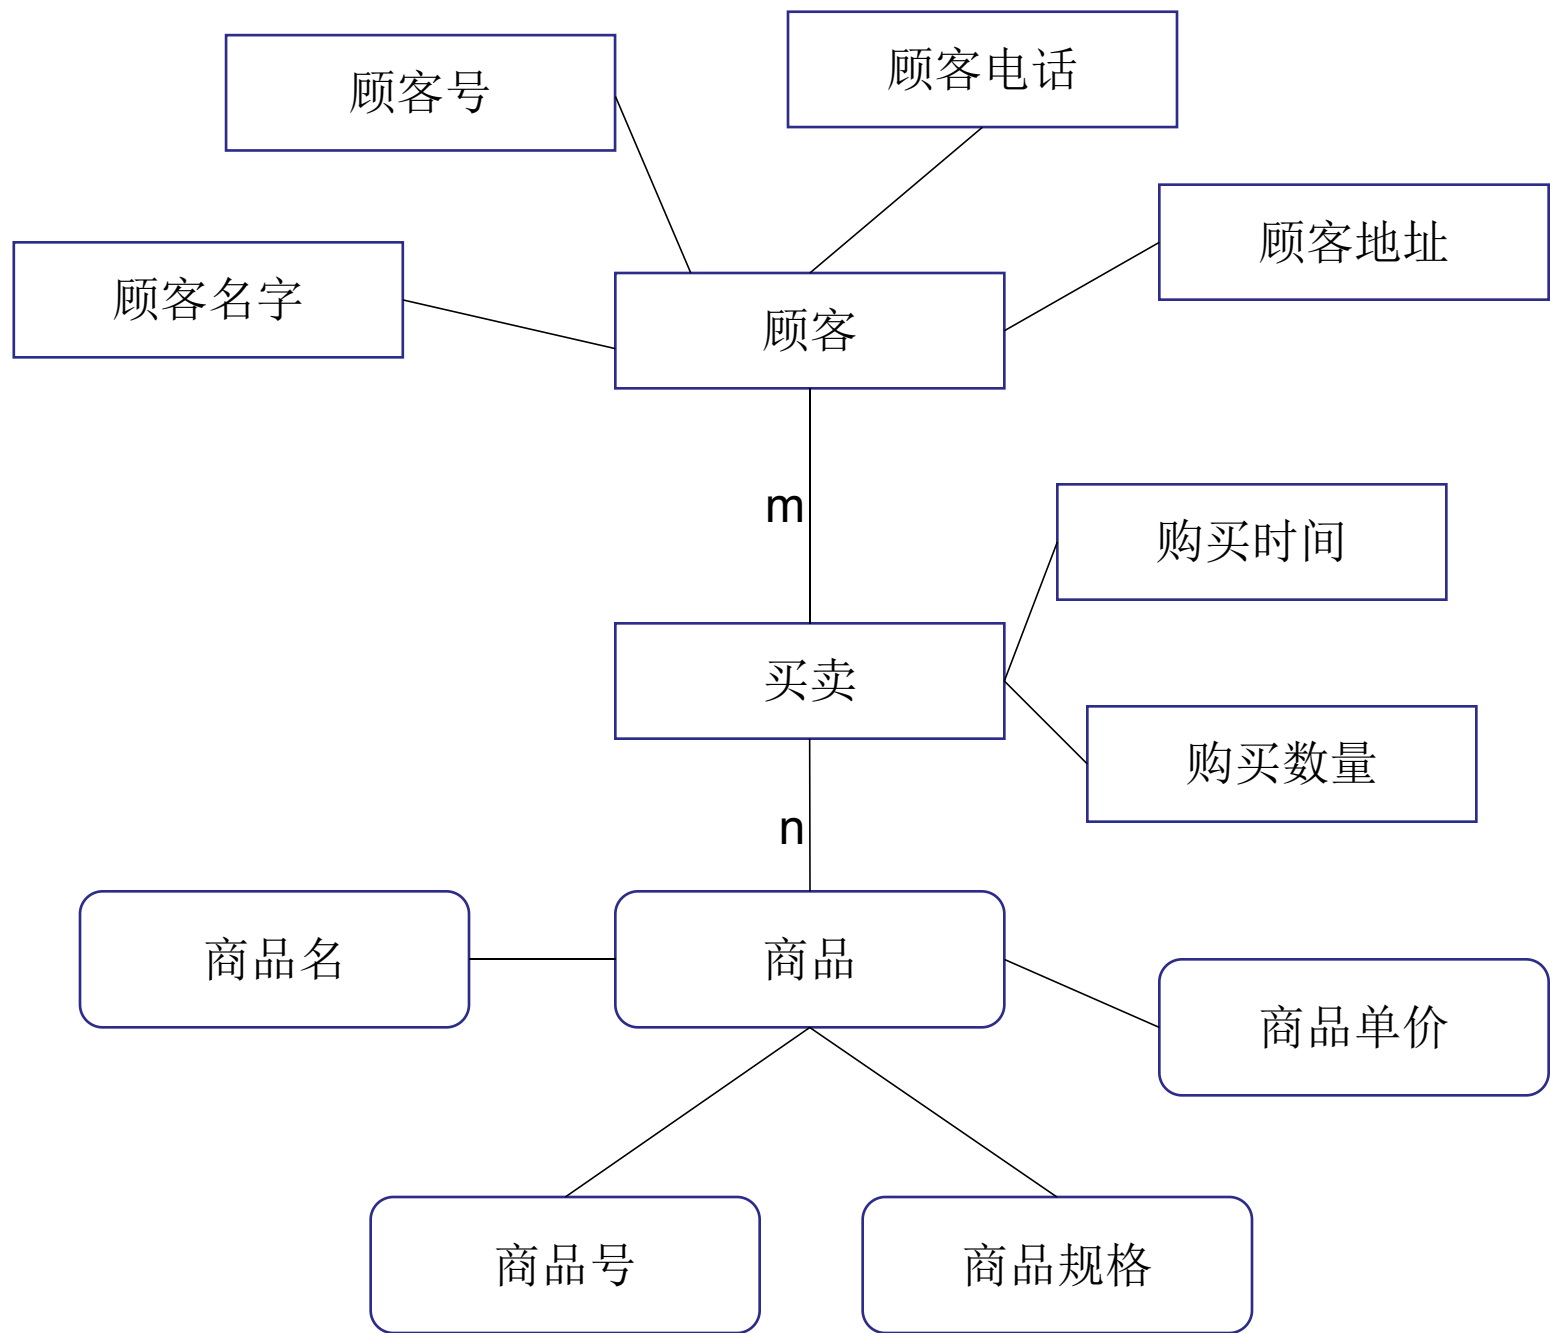 顾客电话
顾客号
顾客地址
顾客名字
顾客
m
购买时间
买卖
购买数量
n
商品名
商品
商品单价
商品号
商品规格